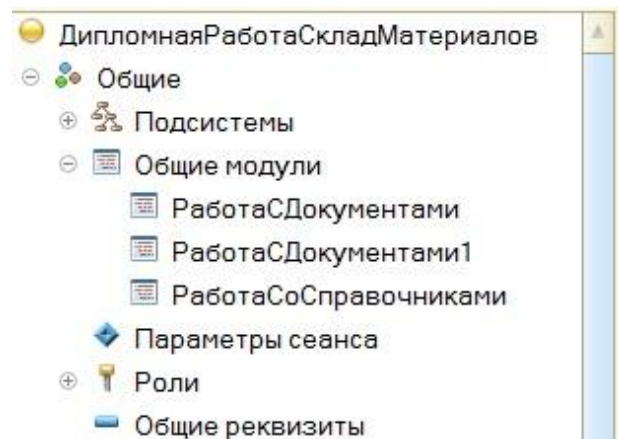 ДипломнаяРаботаСкладМатериалов
Общие
Подсистемы
Общие модули
РаботаСДокументами
РаботаСДокументами1
РаботаСоСправочниками
Параметры сеанса
Роли
Общие реквизиты